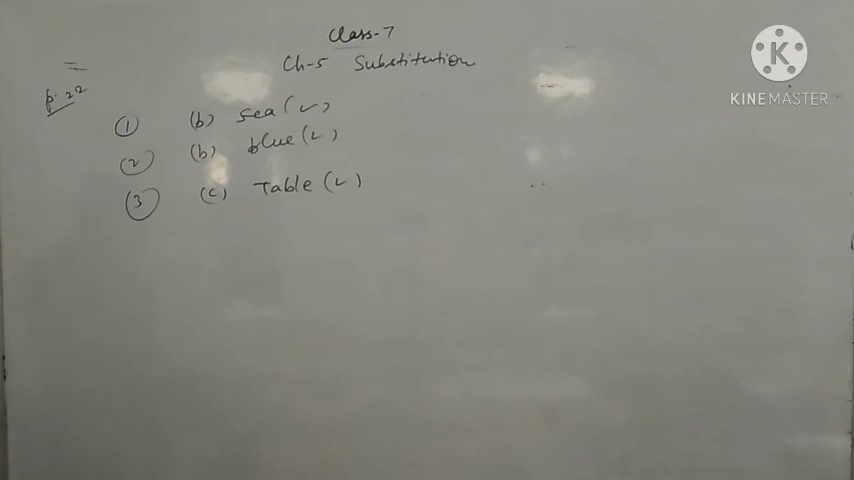 Class-7
Ch-5 Substitution
p. 22
① (b) sea (✓)
② (b) blue (✓)
③ (c) Table (✓)
K
KINEMASTER